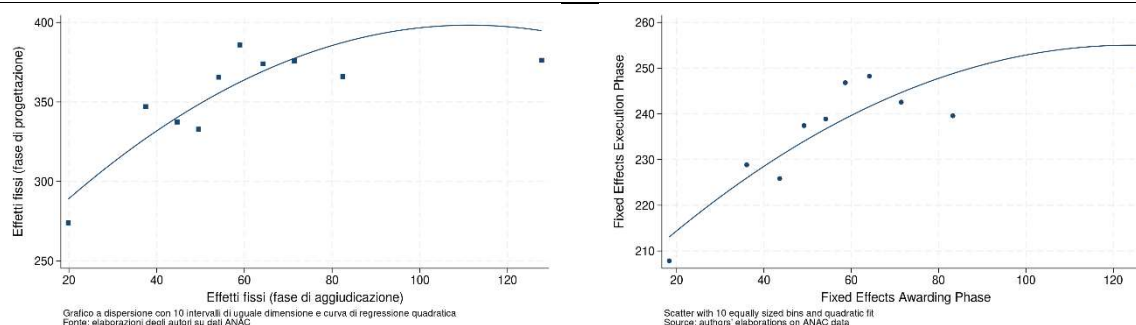 400
350
300
250
Effetti fissi (fase di progettazione)
20
40
60
80
100
120
Effetti fissi (fase di aggiudicazione)
Grafico a dispersione con 10 intervalli di uguale dimensione e curva di regressione quadratica
Fonte: elaborazioni degli autori su dati ANAC
260
250
240
230
220
210
Fixed Effects Execution Phase
20
40
60
80
100
120
Fixed Effects Awarding Phase
Scatter with 10 equally sized bins and quadratic fit
Source: authors' elaborations on ANAC data